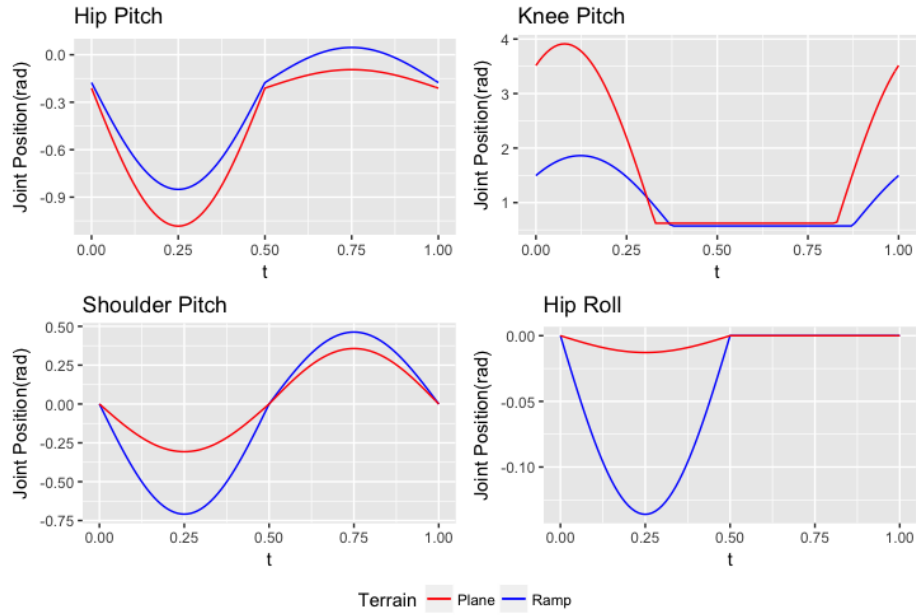 Hip Pitch
Joint Position(rad)
0.0
-0.3
-0.6
-0.9
0.00 0.25 0.50 0.75 1.00
t
Knee Pitch
Joint Position(rad)
4
3
2
1
0.00 0.25 0.50 0.75 1.00
t
Shoulder Pitch
Joint Position(rad)
0.50
0.25
0.00
-0.25
-0.50
-0.75
0.00 0.25 0.50 0.75 1.00
t
Hip Roll
Joint Position(rad)
0.00
-0.05
-0.10
0.00 0.25 0.50 0.75 1.00
t
Terrain Plane Ramp